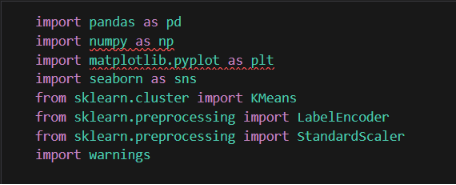 import pandas as pd
import numpy as np
import matplotlib.pyplot as plt
import seaborn as sns
from sklearn.cluster import KMeans
from sklearn.preprocessing import LabelEncoder
from sklearn.preprocessing import StandardScaler
import warnings